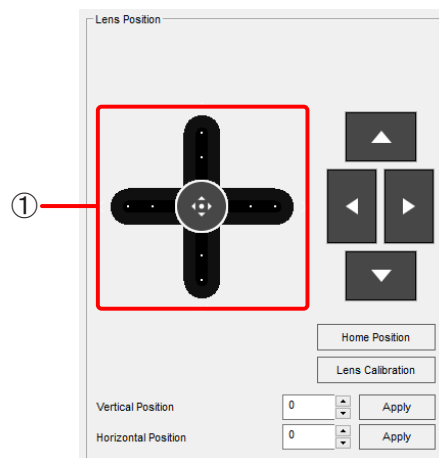 Lens Position
①
Home Position
Lens Calibration
Vertical Position 0 Apply
Horizontal Position 0 Apply